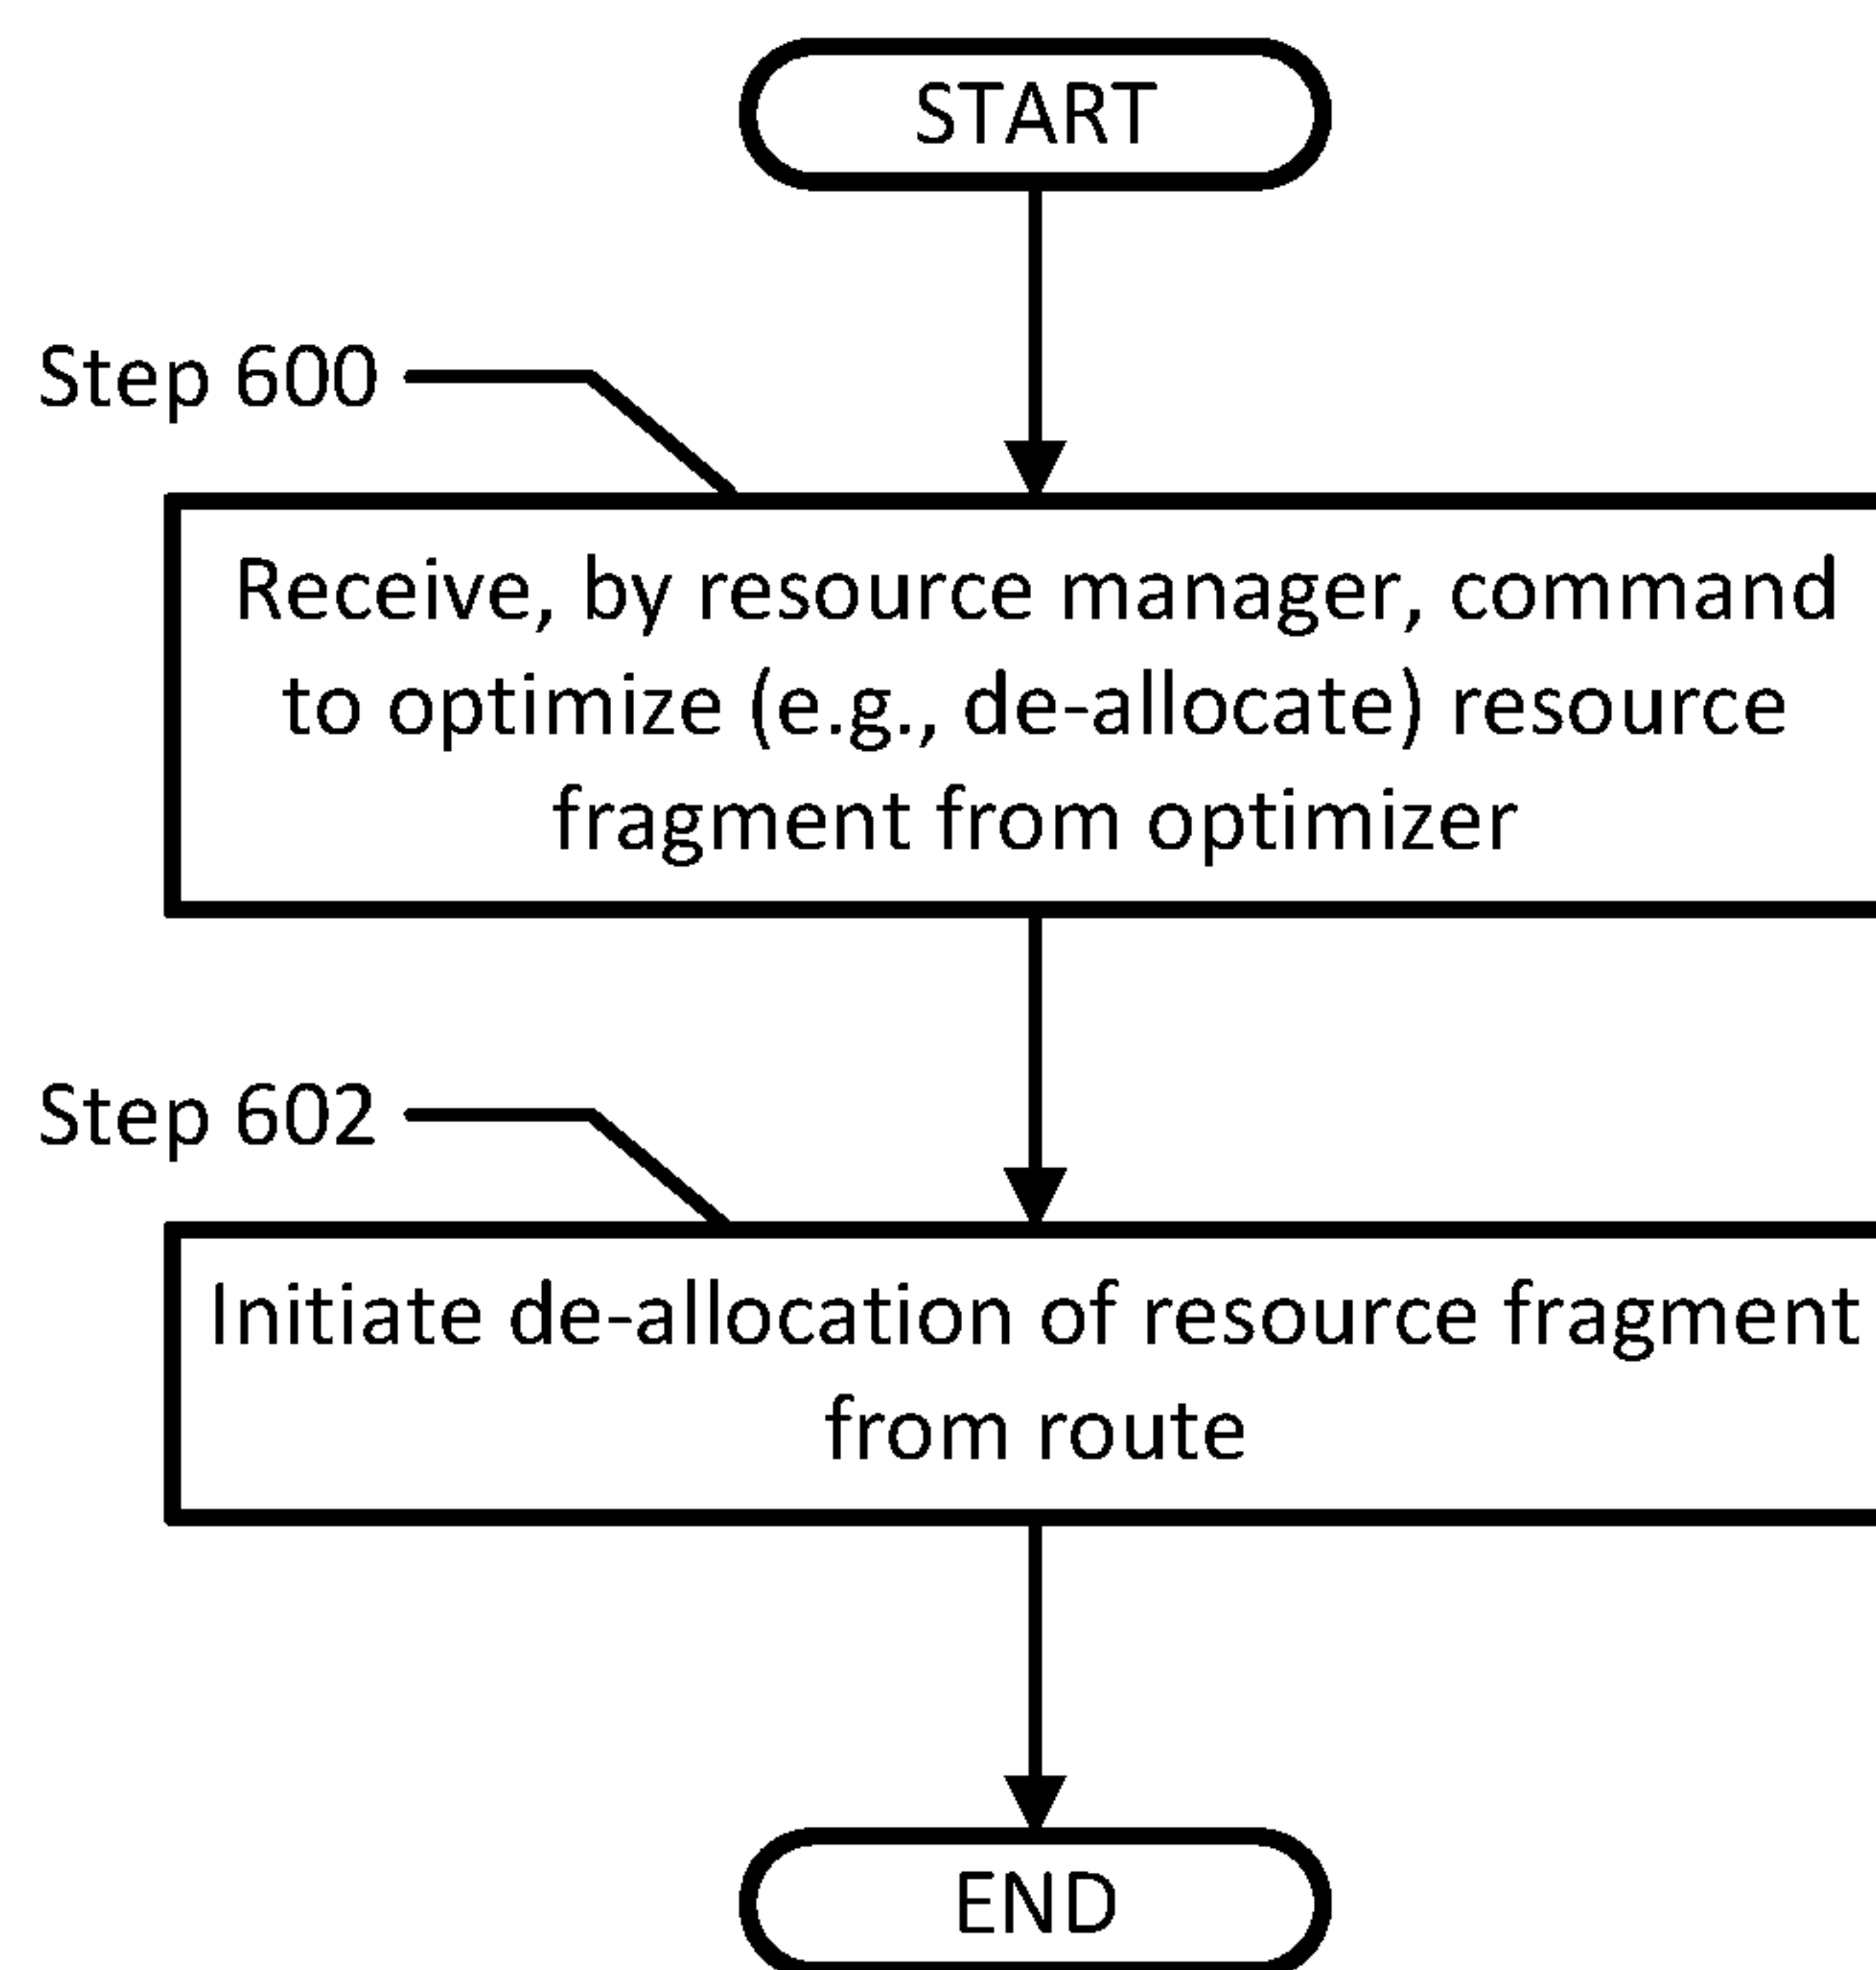 START
Step 600
Receive, by resource manager, command
to optimize (e.g., de-allocate) resource
fragment from optimizer
Step 602
Initiate de-allocation of resource fragment
from route
END